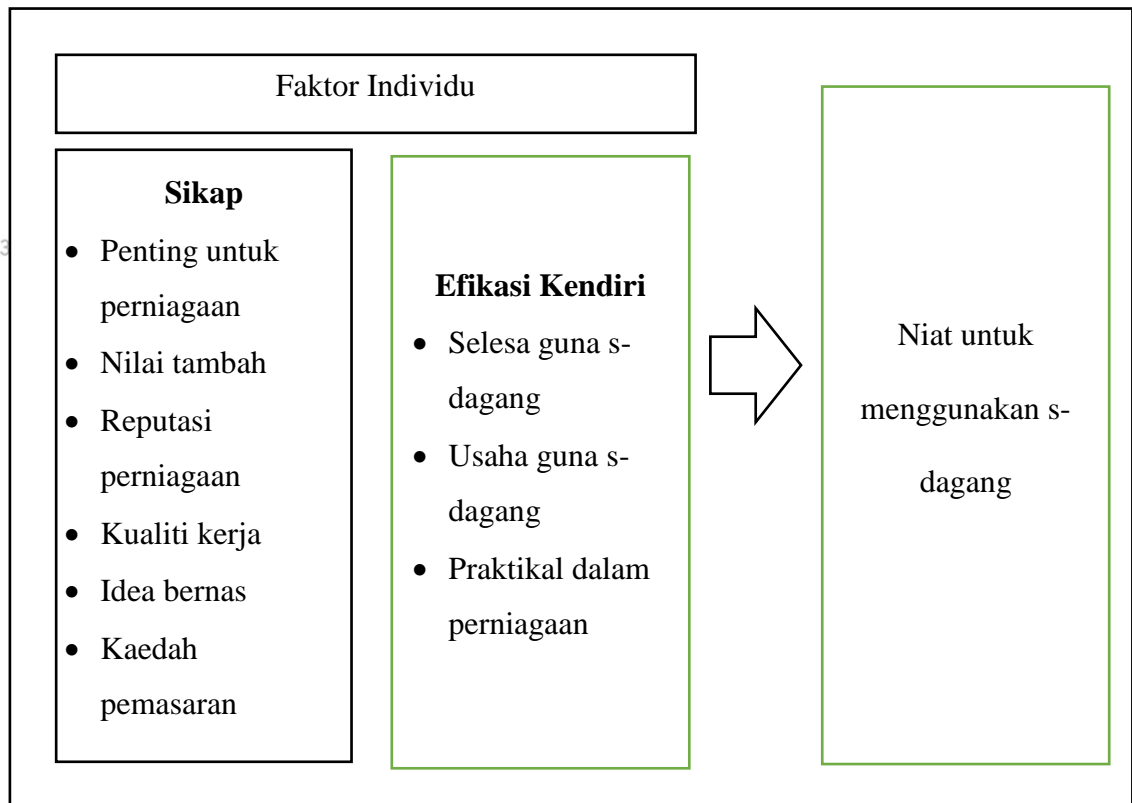 Faktor Individu
Sikap
• Penting untuk
perniagaan
• Nilai tambah
• Reputasi
perniagaan
• Kualiti kerja
• Idea bernas
• Kaedah
pemasaran
Efikasi Kendiri
• Selesa guna s-
dagang
• Usaha guna s-
dagang
• Praktikal dalam
perniagaan
Niat untuk
menggunakan s-
dagang
3